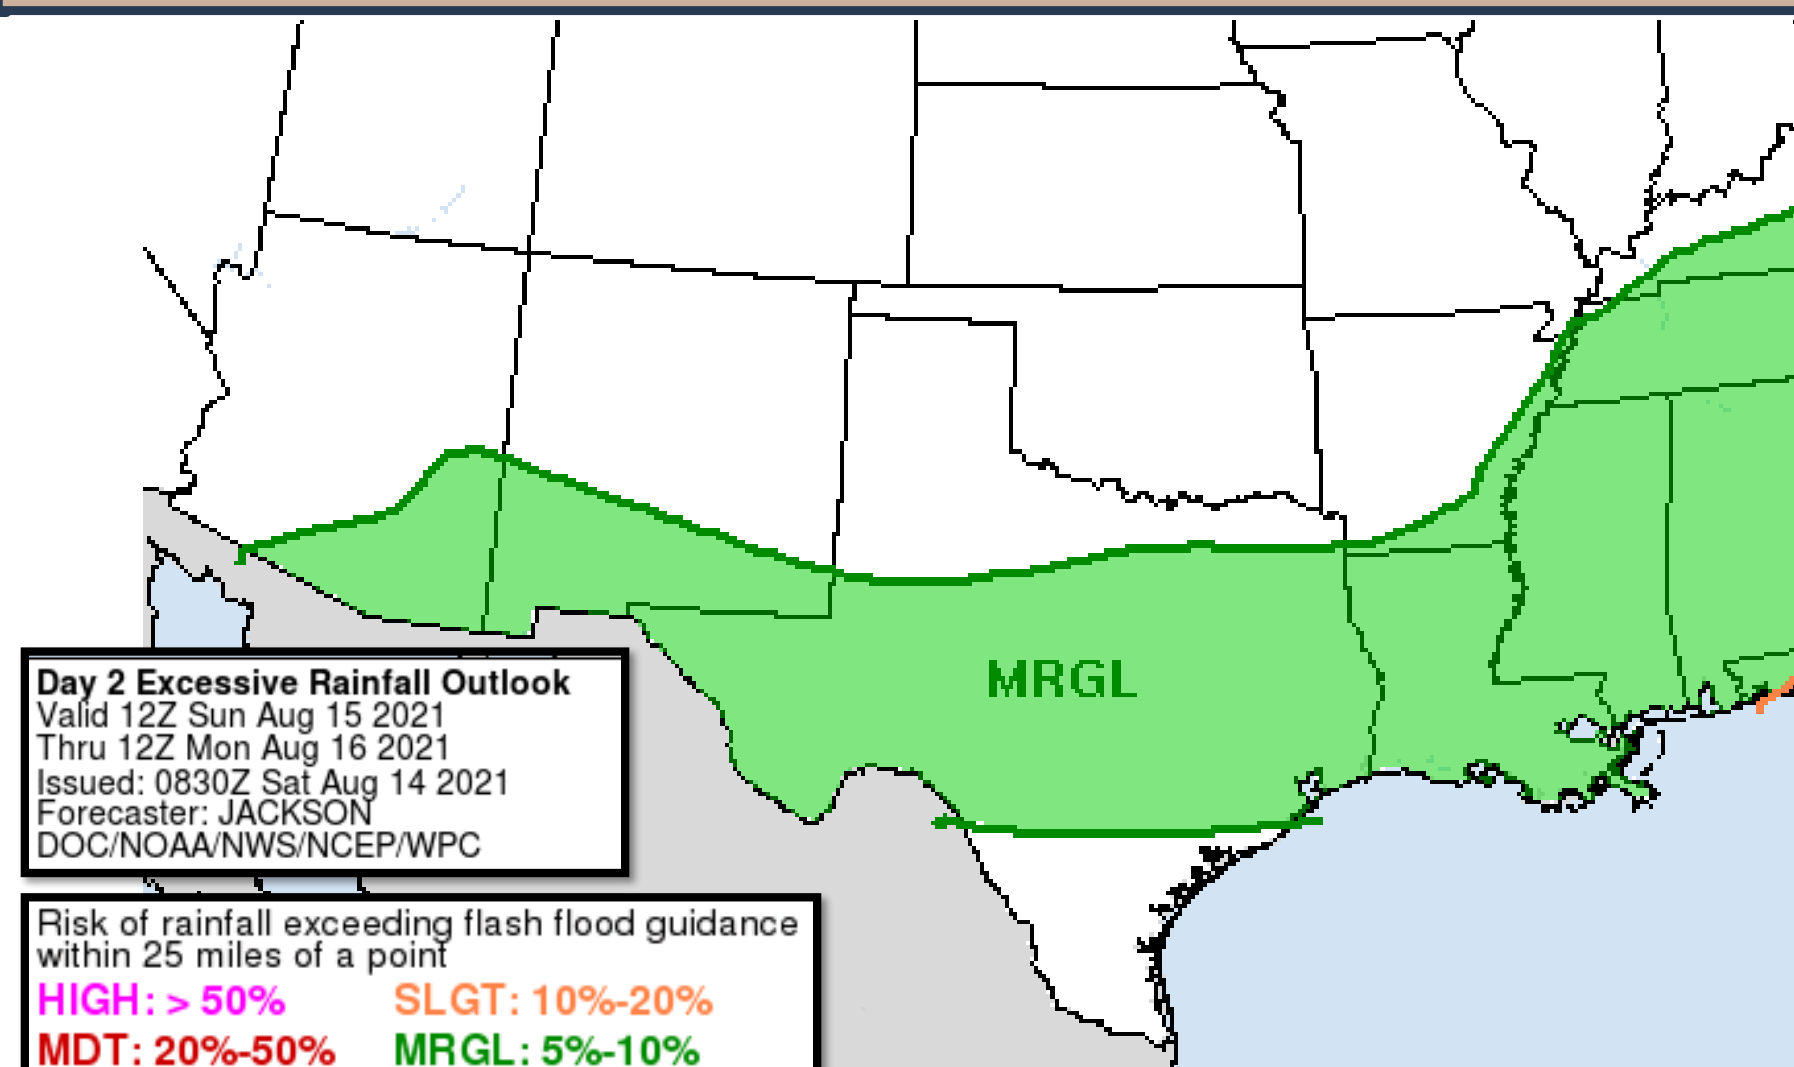 MRGL
Day 2 Excessive Rainfall Outlook
Valid 12Z Sun Aug 15 2021
Thru 12Z Mon Aug 16 2021
Issued: 0830Z Sat Aug 14 2021
Forecaster: JACKSON
DOC/NOAA/NWS/NCEP/WPC
Risk of rainfall exceeding flash flood guidance
within 25 miles of a point
HIGH: > 50% SLGT: 10%-20%
MDT: 20%-50% MRGL: 5%-10%